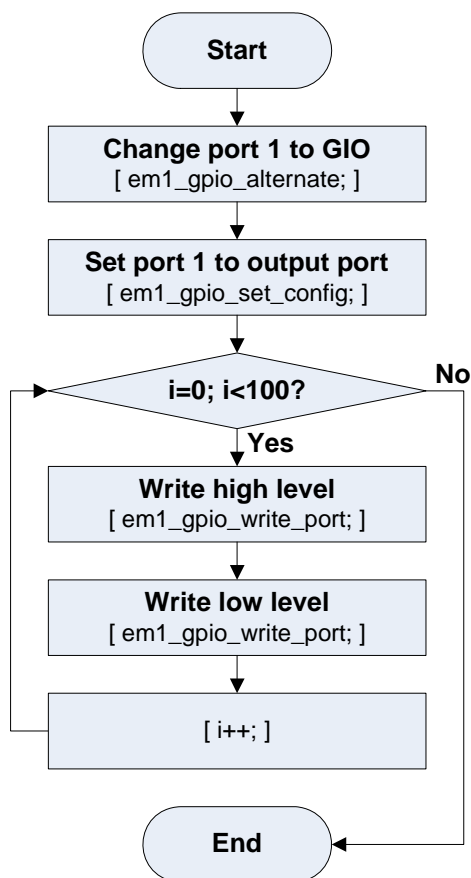 Start
Change port 1 to GIO
[ em1_gpio_alternate; ]
Set port 1 to output port
[ em1_gpio_set_config; ]
i=0; i<100?
No
Yes
Write high level
[ em1_gpio_write_port; ]
Write low level
[ em1_gpio_write_port; ]
[ i++; ]
End